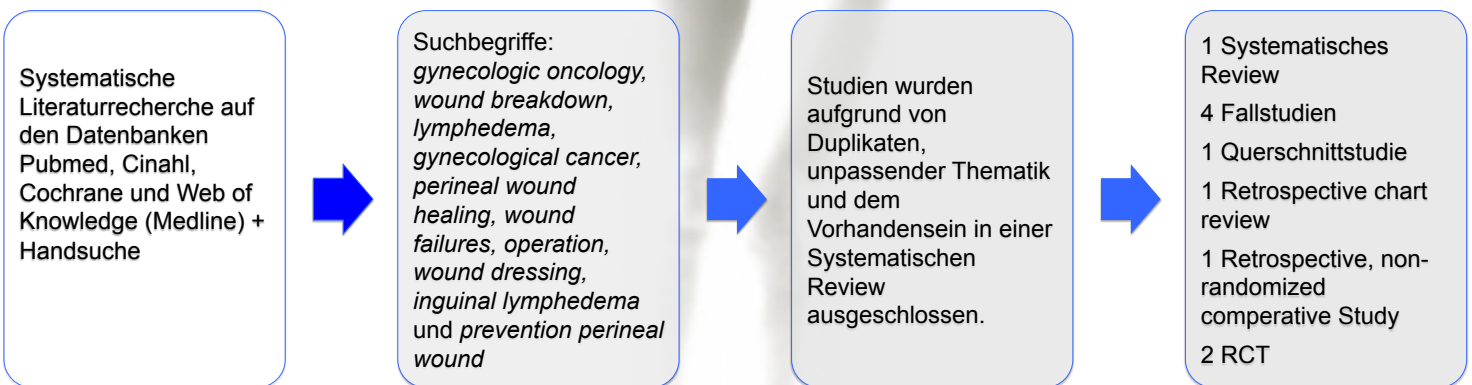 Systematische
Literaturrecherche auf
den Datenbanken
Pubmed, Cinahl,
Cochrane und Web of
Knowledge (Medline) +
Handsuche
Suchbegriffe:
gynecologic oncology,
wound breakdown,
lymphedema,
gynecological cancer,
perineal wound
healing, wound
failures, operation,
wound dressing,
inguinal lymphedema
und prevention perineal
wound
Studien wurden
aufgrund von
Duplikaten,
unpassender Thematik
und dem
Vorhandensein in einer
Systematischen
Review
ausgeschlossen.
1 Systematisches
Review
4 Fallstudien
1 Querschnittstudie
1 Retrospective chart
review
1 Retrospective, non-
randomized
comperative Study
2 RCT